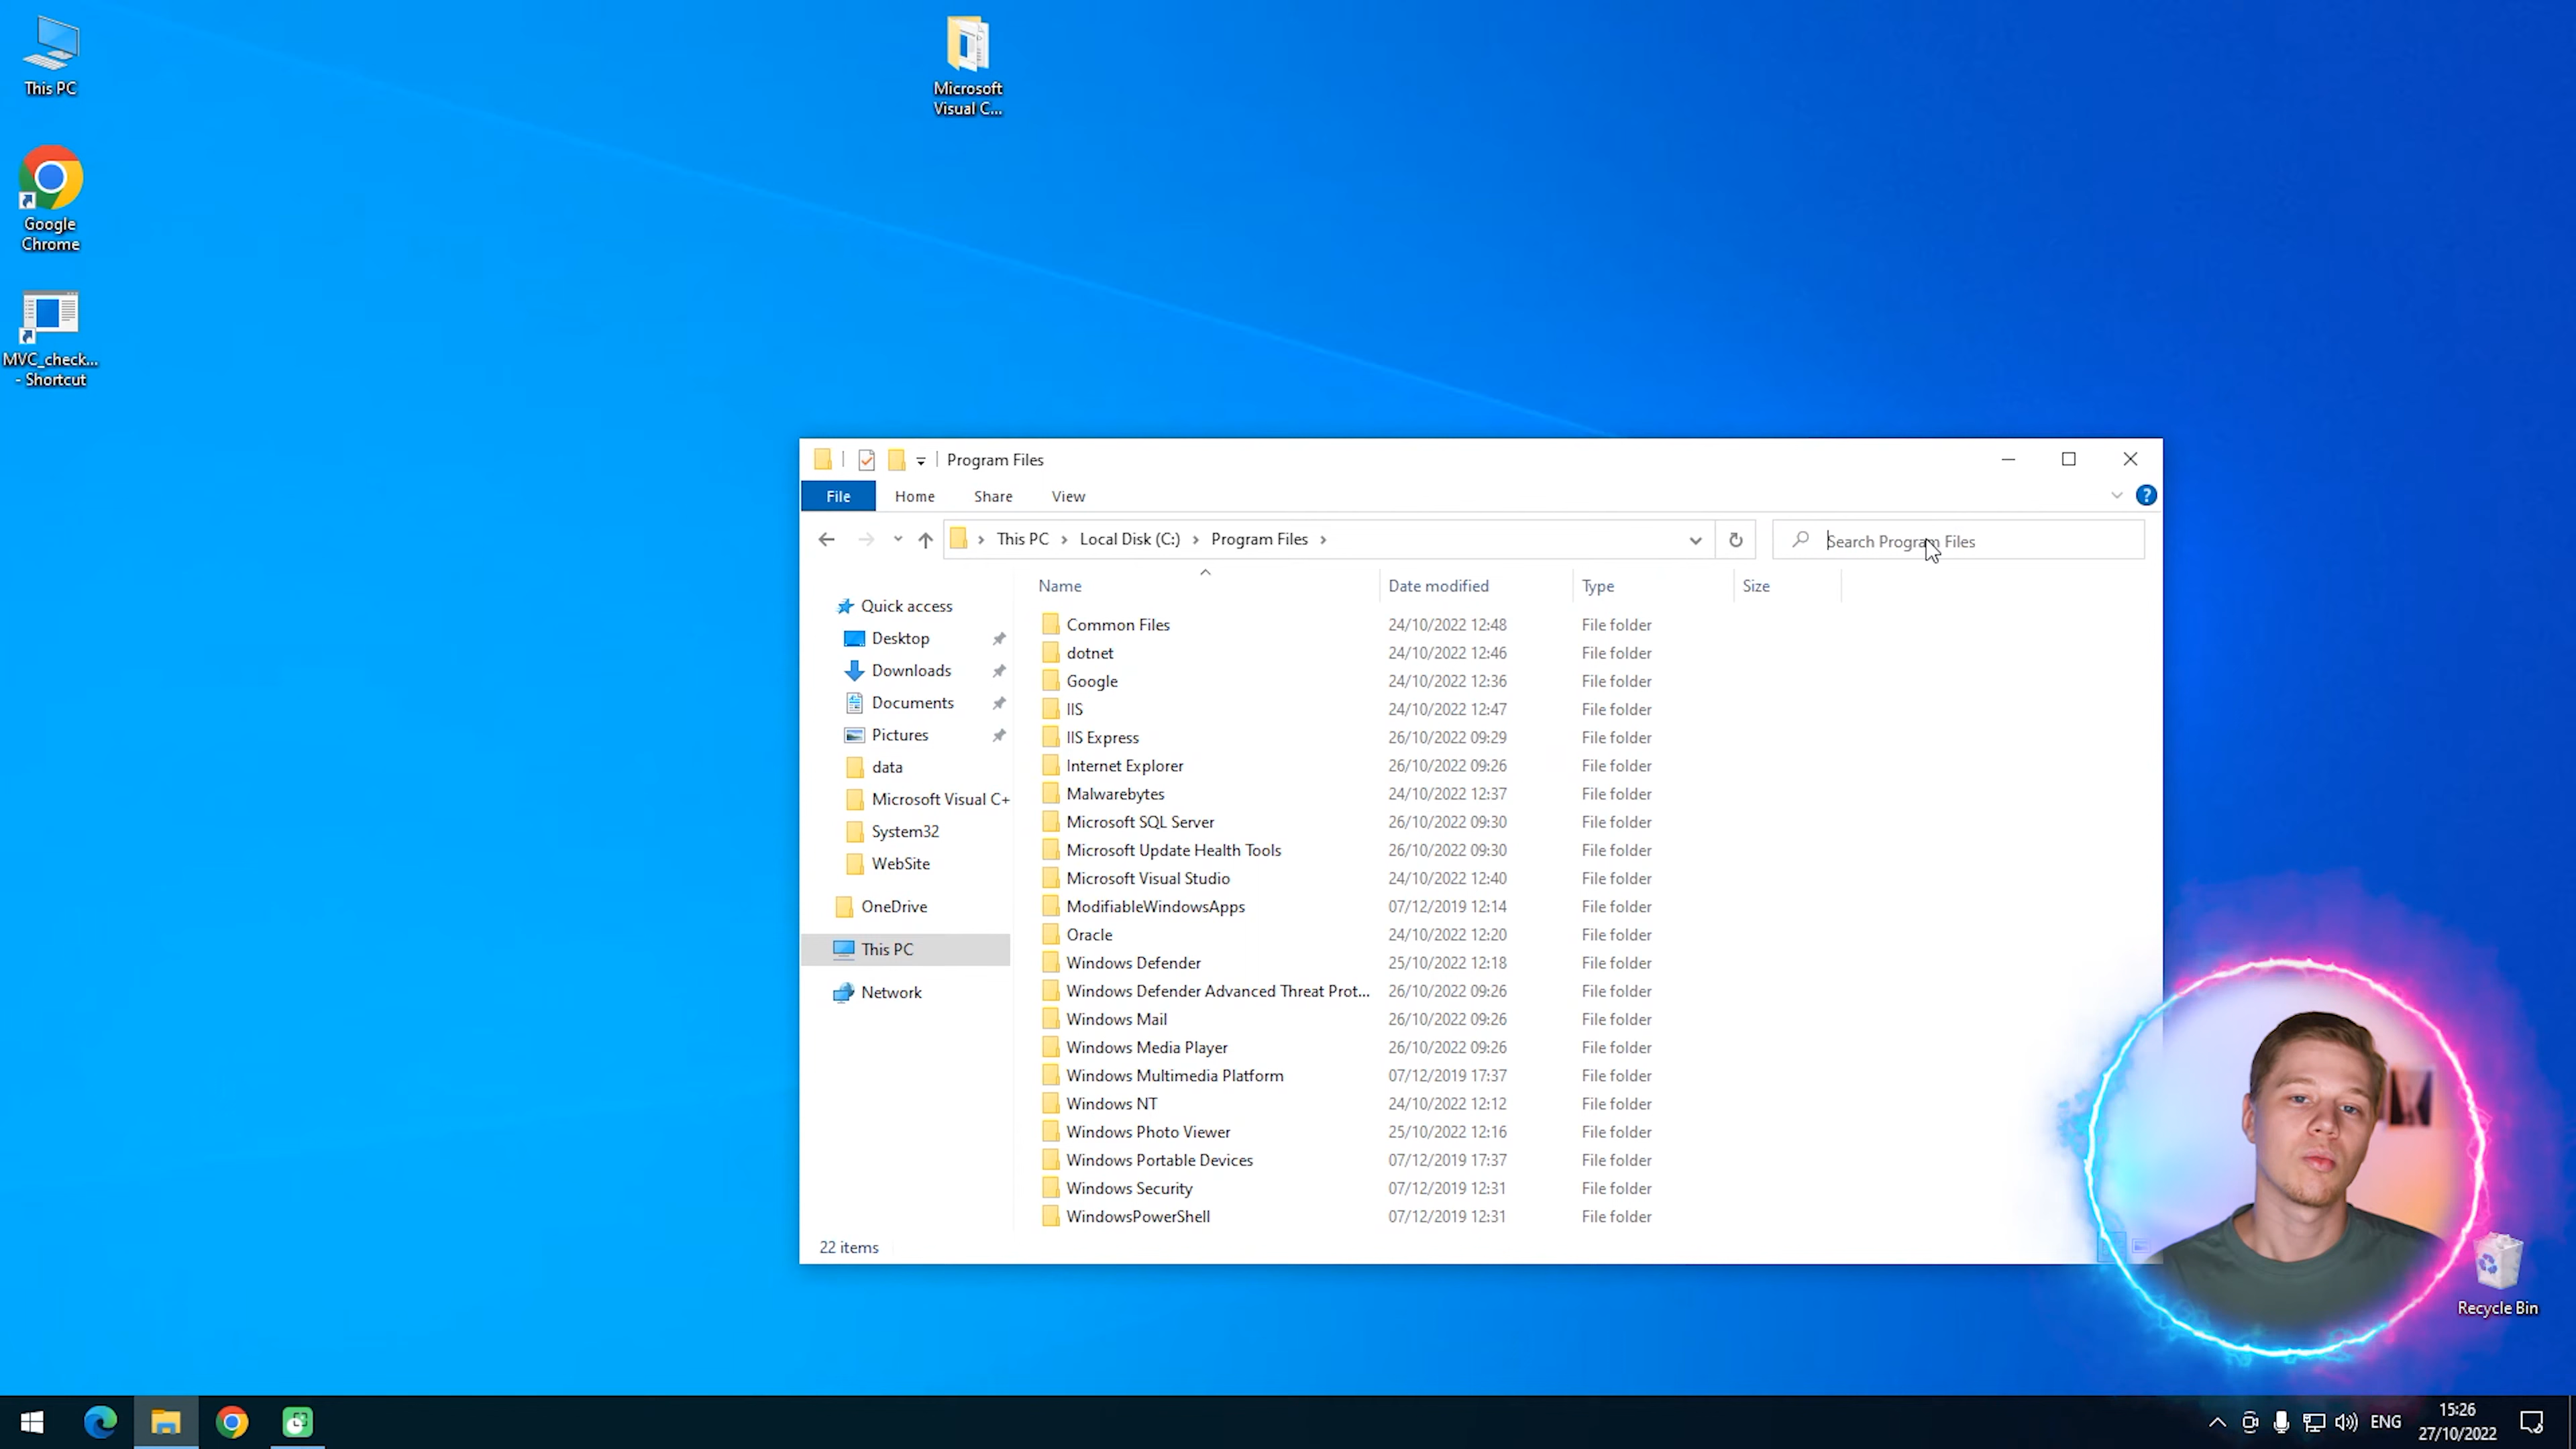 This PC
Google
Chrome
MVC_check...
- Shortcut
Microsoft
Visual C...
Program Files
File Home Share View
This PC Local Disk (C:) Program Files
Search Program Files
Name Date modified Type Size
Quick access
Desktop
Downloads
Documents
Pictures
data
Microsoft Visual C+
System32
WebSite
OneDrive
This PC
Network
Common Files 24/10/2022 12:48 File folder
dotnet 24/10/2022 12:46 File folder
Google 24/10/2022 12:36 File folder
IIS 24/10/2022 12:47 File folder
IIS Express 26/10/2022 09:29 File folder
Internet Explorer 26/10/2022 09:26 File folder
Malwarebytes 24/10/2022 12:37 File folder
Microsoft SQL Server 26/10/2022 09:30 File folder
Microsoft Update Health Tools 26/10/2022 09:30 File folder
Microsoft Visual Studio 24/10/2022 12:40 File folder
ModifiableWindowsApps 07/12/2019 12:14 File folder
Oracle 24/10/2022 12:20 File folder
Windows Defender 25/10/2022 12:18 File folder
Windows Defender Advanced Threat Prot... 26/10/2022 09:26 File folder
Windows Mail 26/10/2022 09:26 File folder
Windows Media Player 26/10/2022 09:26 File folder
Windows Multimedia Platform 07/12/2019 17:37 File folder
Windows NT 24/10/2022 12:12 File folder
Windows Photo Viewer 25/10/2022 12:16 File folder
Windows Portable Devices 07/12/2019 17:37 File folder
Windows Security 07/12/2019 12:31 File folder
WindowsPowerShell 07/12/2019 12:31 File folder
22 items
Recycle Bin
ENG
15:26
27/10/2022